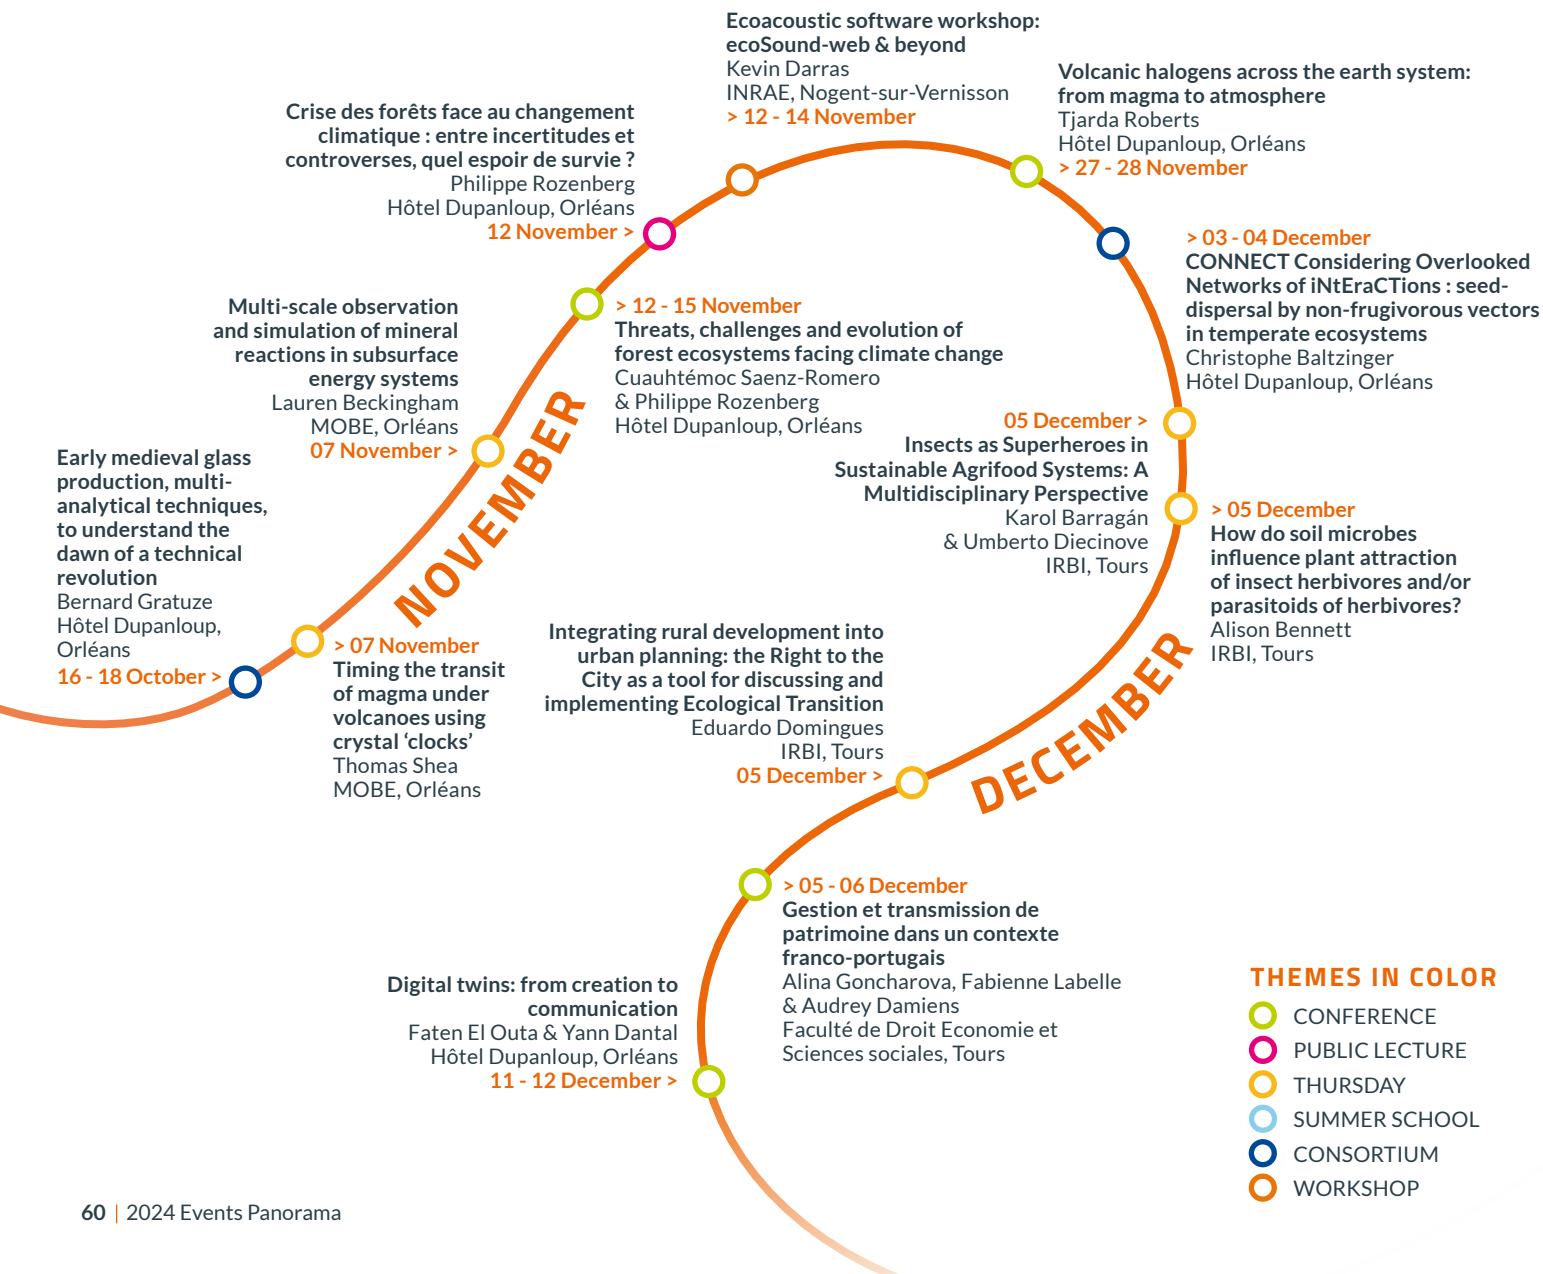 Early medieval glass
production, multi-
analytical techniques,
to understand the
dawn of a technical
revolution
Bernard Gratuze
Hôtel Dupanloup,
Orléans
16 - 18 October >
> 07 November
Timing the transit
of magma under
volcanoes using
crystal ‘clocks’
Thomas Shea
MOBE, Orléans
Multi-scale observation
and simulation of mineral
reactions in subsurface
energy systems
Lauren Beckingham
MOBE, Orléans
07 November >
NOVEMBER
> 12 - 15 November
Threats, challenges and evolution of
forest ecosystems facing climate change
Cuauhtémoc Saenz-Romero
& Philippe Rozenberg
Hôtel Dupanloup, Orléans
Crise des forêts face au changement
climatique : entre incertitudes et
controverses, quel espoir de survie ?
Philippe Rozenberg
Hôtel Dupanloup, Orléans
12 November >
Ecoacoustic software workshop:
ecoSound-web & beyond
Kevin Darras
INRAE, Nogent-sur-Vernisson
> 12 - 14 November
Volcanic halogens across the earth system:
from magma to atmosphere
Tjarda Roberts
Hôtel Dupanloup, Orléans
> 27 - 28 November
> 03 - 04 December
CONNECT Considering Overlooked
Networks of iNtEraCTions : seed-
dispersal by non-frugivorous vectors
in temperate ecosystems
Christophe Baltzinger
Hôtel Dupanloup, Orléans
05 December >
Insects as Superheroes in
Sustainable Agrifood Systems: A
Multidisciplinary Perspective
Karol Barragán
& Umberto Diecinove
IRBI, Tours
> 05 December
How do soil microbes
influence plant attraction
of insect herbivores and/or
parasitoids of herbivores?
Alison Bennett
IRBI, Tours
DECEMBER
Integrating rural development into
urban planning: the Right to the
City as a tool for discussing and
implementing Ecological Transition
Eduardo Domingues
IRBI, Tours
05 December >
> 05 - 06 December
Gestion et transmission de
patrimoine dans un contexte
franco-portugais
Alina Goncharova, Fabienne Labelle
& Audrey Damiens
Faculté de Droit Economie et
Sciences sociales, Tours
Digital twins: from creation to
communication
Faten El Outa & Yann Dantal
Hôtel Dupanloup, Orléans
11 - 12 December >
THEMES IN COLOR
CONFERENCE
PUBLIC LECTURE
THURSDAY
SUMMER SCHOOL
CONSORTIUM
WORKSHOP
60 | 2024 Events Panorama